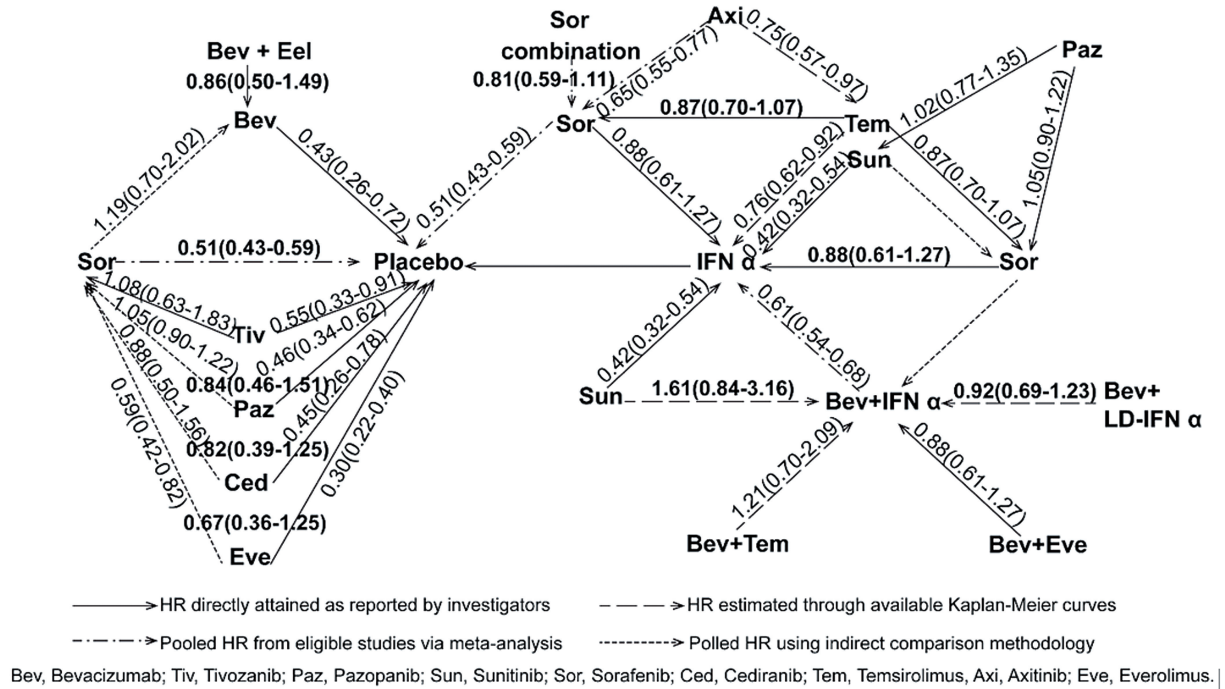 Sor
combination
Axi
Bev + Eel
Paz
0.86(0.50-1.49)
0.81(0.59-1.11)
0.65(0.55-0.77)
0.75(0.57-0.97)
1.02(0.77-1.35)
Bev
Sor
0.87(0.70-1.07)
Tem
Sun
1.05(0.90-1.22)
1.19(0.70-2.02)
0.43(0.26-0.72)
0.51(0.43-0.59)
0.88(0.61-1.27)
0.76(0.62-0.92)
0.42(0.32-0.54)
0.87(0.70-1.07)
Sor
0.51(0.43-0.59)
Placebo
IFN α
0.88(0.61-1.27)
Sor
1.08(0.63-1.83)
Tiv
0.55(0.33-0.91)
1.05(0.90-1.22)
0.46(0.34-0.62)
0.84(0.46-1.51)
Paz
0.88(0.50-1.56)
0.45(0.26-0.78)
0.82(0.39-1.25)
Ced
0.59(0.42-0.82)
0.30(0.22-0.40)
0.67(0.36-1.25)
Eve
0.42(0.32-0.54)
0.61(0.54-0.68)
Sun
1.61(0.84-3.16)
Bev+IFN α
0.92(0.69-1.23)
Bev+
LD-IFN α
1.21(0.70-2.09)
0.88(0.61-1.27)
Bev+Tem
Bev+Eve
HR directly attained as reported by investigators
HR estimated through available Kaplan-Meier curves
Pooled HR from eligible studies via meta-analysis
Polled HR using indirect comparison methodology
Bev, Bevacizumab; Tiv, Tivozanib; Paz, Pazopanib; Sun, Sunitinib; Sor, Sorafenib; Ced, Cediranib; Tem, Temsirolimus, Axi, Axitinib; Eve, Everolimus.